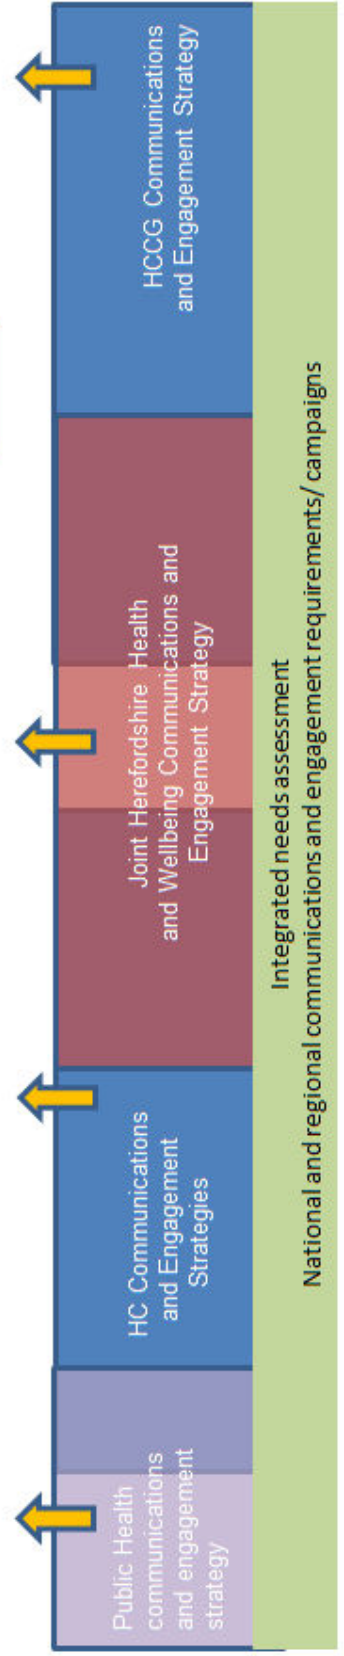 Public Health
communications
and engagement
strategy
HC Communications
and Engagement
Strategies
Joint Herefordshire Health
and Wellbeing Communications and
Engagement Strategy
HCCG Communications
and Engagement Strategy
Integrated needs assessment
National and regional communications and engagement requirements/ campaigns